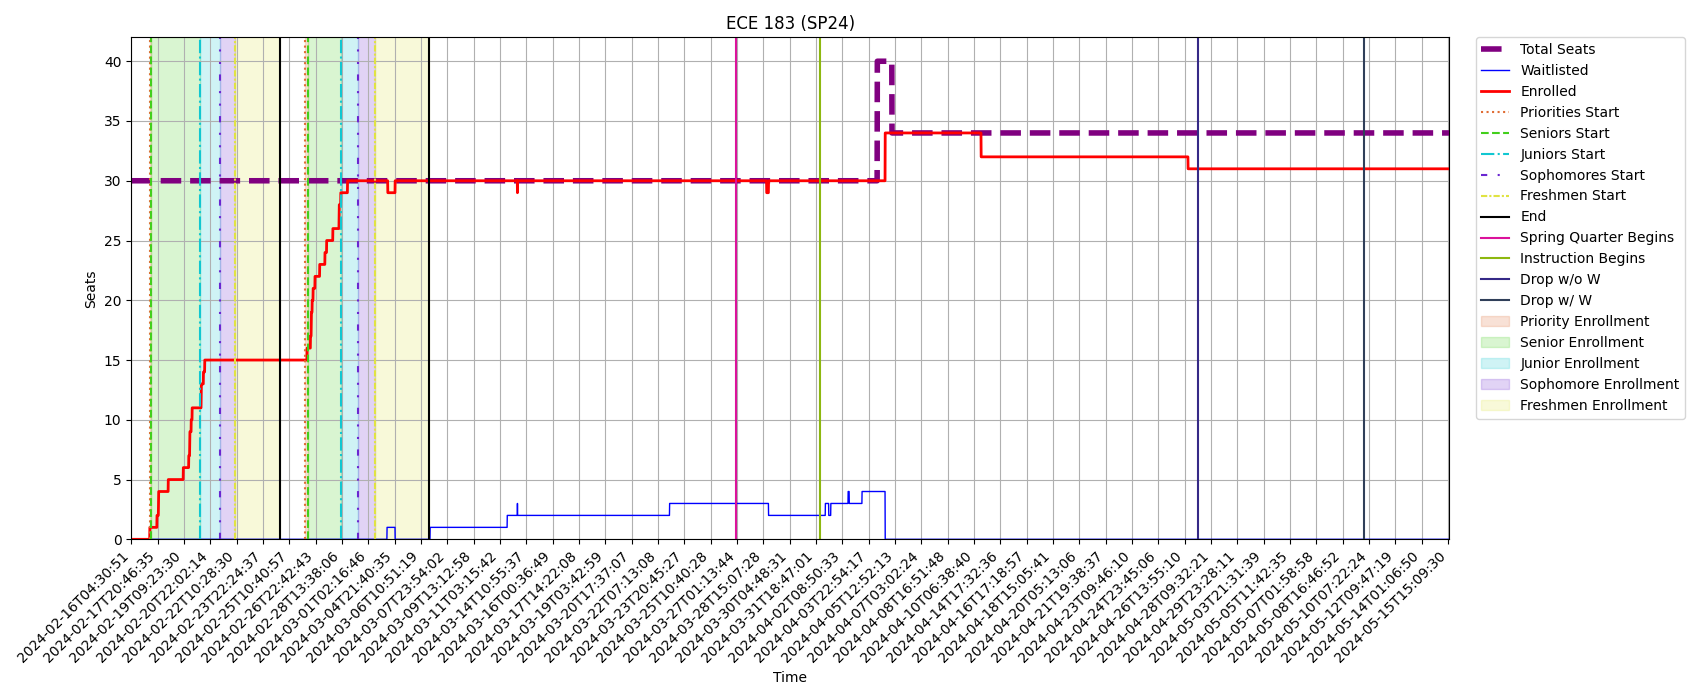 ECE 183 (SP24)
Seats
40
35
30
25
20
15
10
5
0
2024-02-16T04:30:51
2024-02-17T20:46:35
2024-02-19T09:23:30
2024-02-20T22:02:14
2024-02-22T10:28:30
2024-02-23T22:24:37
2024-02-25T10:40:57
2024-02-26T22:42:43
2024-02-28T13:38:06
2024-03-01T02:16:46
2024-03-04T21:40:35
2024-03-06T10:51:19
2024-03-07T23:54:02
2024-03-09T13:12:58
2024-03-11T03:15:42
2024-03-14T10:55:37
2024-03-16T00:36:49
2024-03-17T14:22:08
2024-03-19T03:42:59
2024-03-20T17:37:07
2024-03-22T07:13:08
2024-03-23T20:45:27
2024-03-25T10:40:28
2024-03-27T01:13:44
2024-03-28T15:07:28
2024-03-30T04:48:31
2024-03-31T18:47:01
2024-04-02T08:50:33
2024-04-03T22:54:17
2024-04-05T13:52:13
2024-04-07T03:02:24
2024-04-08T16:51:48
2024-04-10T06:38:40
2024-04-14T17:32:36
2024-04-16T17:18:57
2024-04-18T15:05:41
2024-04-20T05:13:06
2024-04-21T19:38:37
2024-04-23T09:46:10
2024-04-24T23:45:06
2024-04-26T13:55:10
2024-04-28T09:32:21
2024-04-29T23:28:11
2024-05-03T21:31:39
2024-05-05T11:42:35
2024-05-07T01:58:58
2024-05-08T16:46:52
2024-05-10T07:22:24
2024-05-12T09:47:19
2024-05-14T01:06:50
2024-05-15T15:09:30
Time
Total Seats
Waitlisted
Enrolled
Priorities Start
Seniors Start
Juniors Start
Sophomores Start
Freshmen Start
End
Spring Quarter Begins
Instruction Begins
Drop w/o W
Drop w/ W
Priority Enrollment
Senior Enrollment
Junior Enrollment
Sophomore Enrollment
Freshmen Enrollment